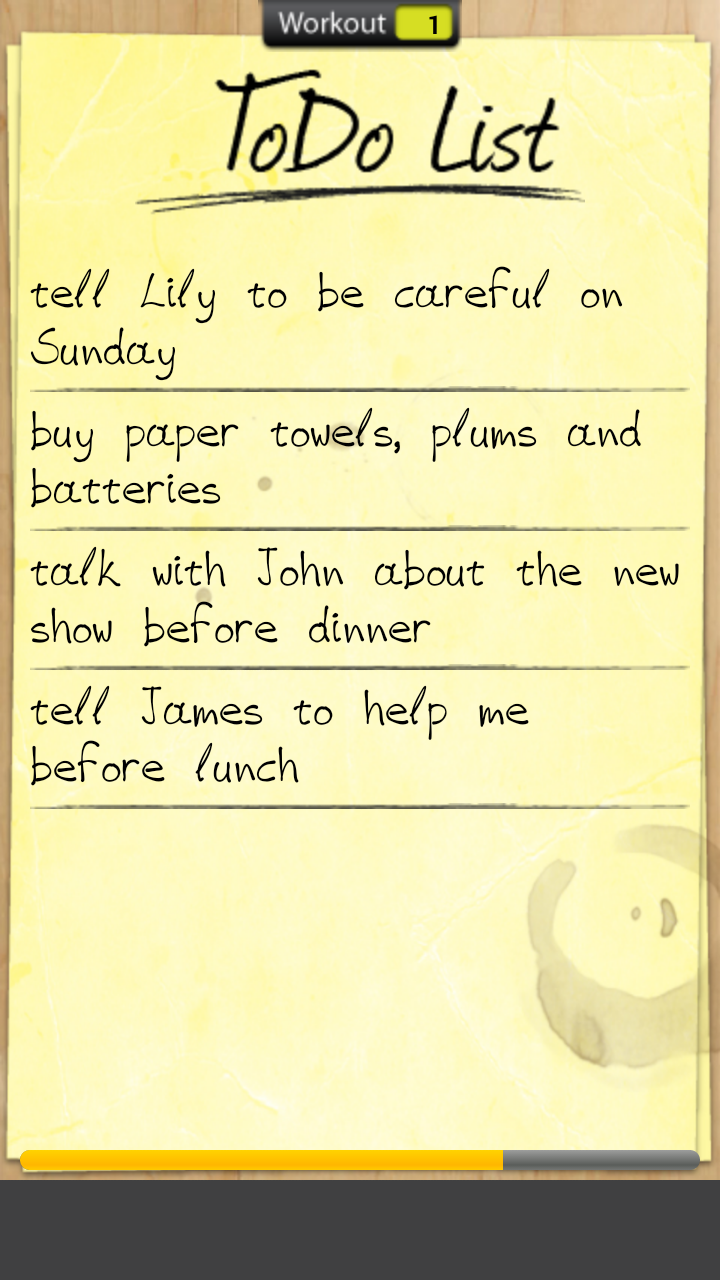 Workout 1
ToDo List
tell Lily to be careful on
Sunday
buy paper towels, plums and
batteries
talk with John about the new
show before dinner
tell James to help me
before lunch